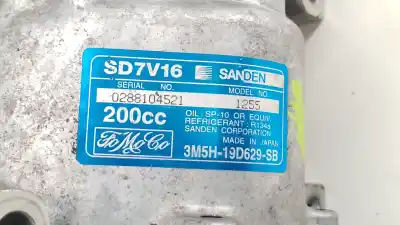 SD7V16 SANDEN
SERIAL NO. MODEL NO.
0288104521 1255
200cc OIL: SP-10 OR EQUIV.
REFRIGERANT: R134a
SANDEN CORPORATION
MADE IN JAPAN
FoMoCo 3M5H-19D629-SB